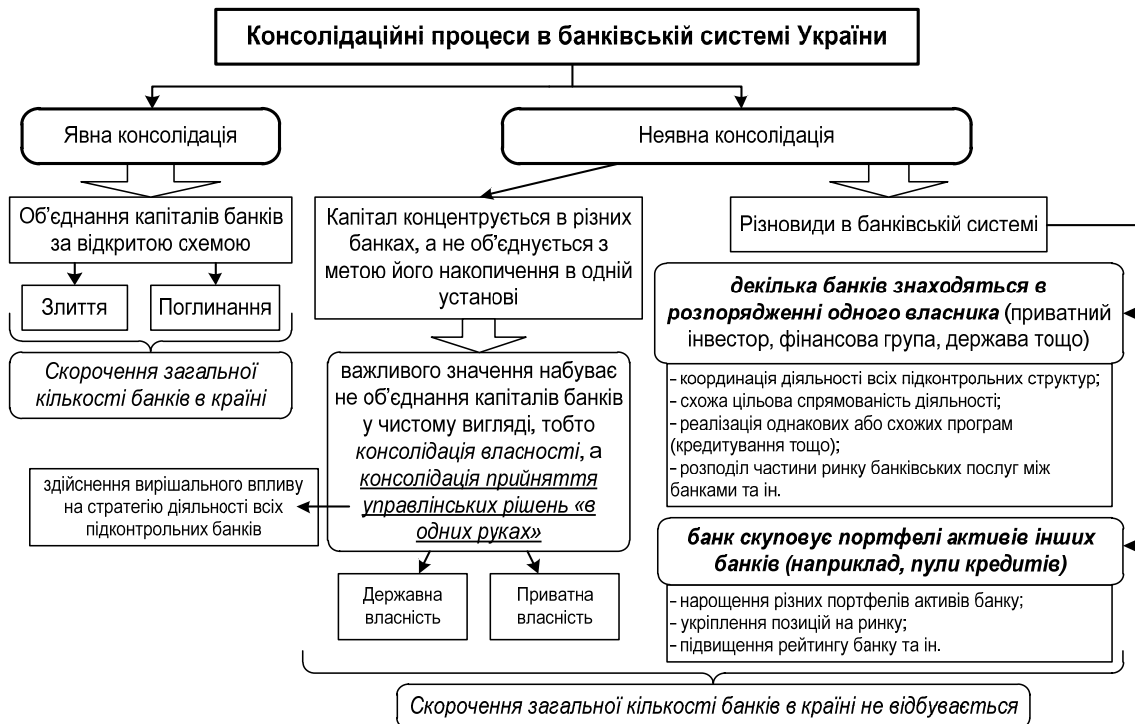 Консолідаційні процеси в банківській системі України
Явна консолідація
Неявна консолідація
Об’єднання капіталів банків
за відкритою схемою
Злиття
Поглинання
Скорочення загальної
кількості банків в країні
Капітал концентрується в різних
банках, а не об’єднується з
метою його накопичення в одній
установі
важливого значення набуває
не об’єднання капіталів банків
у чистому вигляді, тобто
консолідація власності, а
консолідація прийняття
управлінських рішень «в
одних руках»
здійснення вирішального впливу
на стратегію діяльності всіх
підконтрольних банків
Державна
власність
Приватна
власність
Різновиди в банківській системі
декілька банків знаходяться в
розпорядженні одного власника (приватний
інвестор, фінансова група, держава тощо)
– координація діяльності всіх підконтрольних структур;
– схожа цільова спрямованість діяльності;
– реалізація однакових або схожих програм
(кредитування тощо);
– розподіл частини ринку банківських послуг між
банками та ін.
банк скуповує портфелі активів інших
банків (наприклад, пули кредитів)
– нарощення різних портфелів активів банку;
– укріплення позицій на ринку;
– підвищення рейтингу банку та ін.
Скорочення загальної кількості банків в країні не відбувається